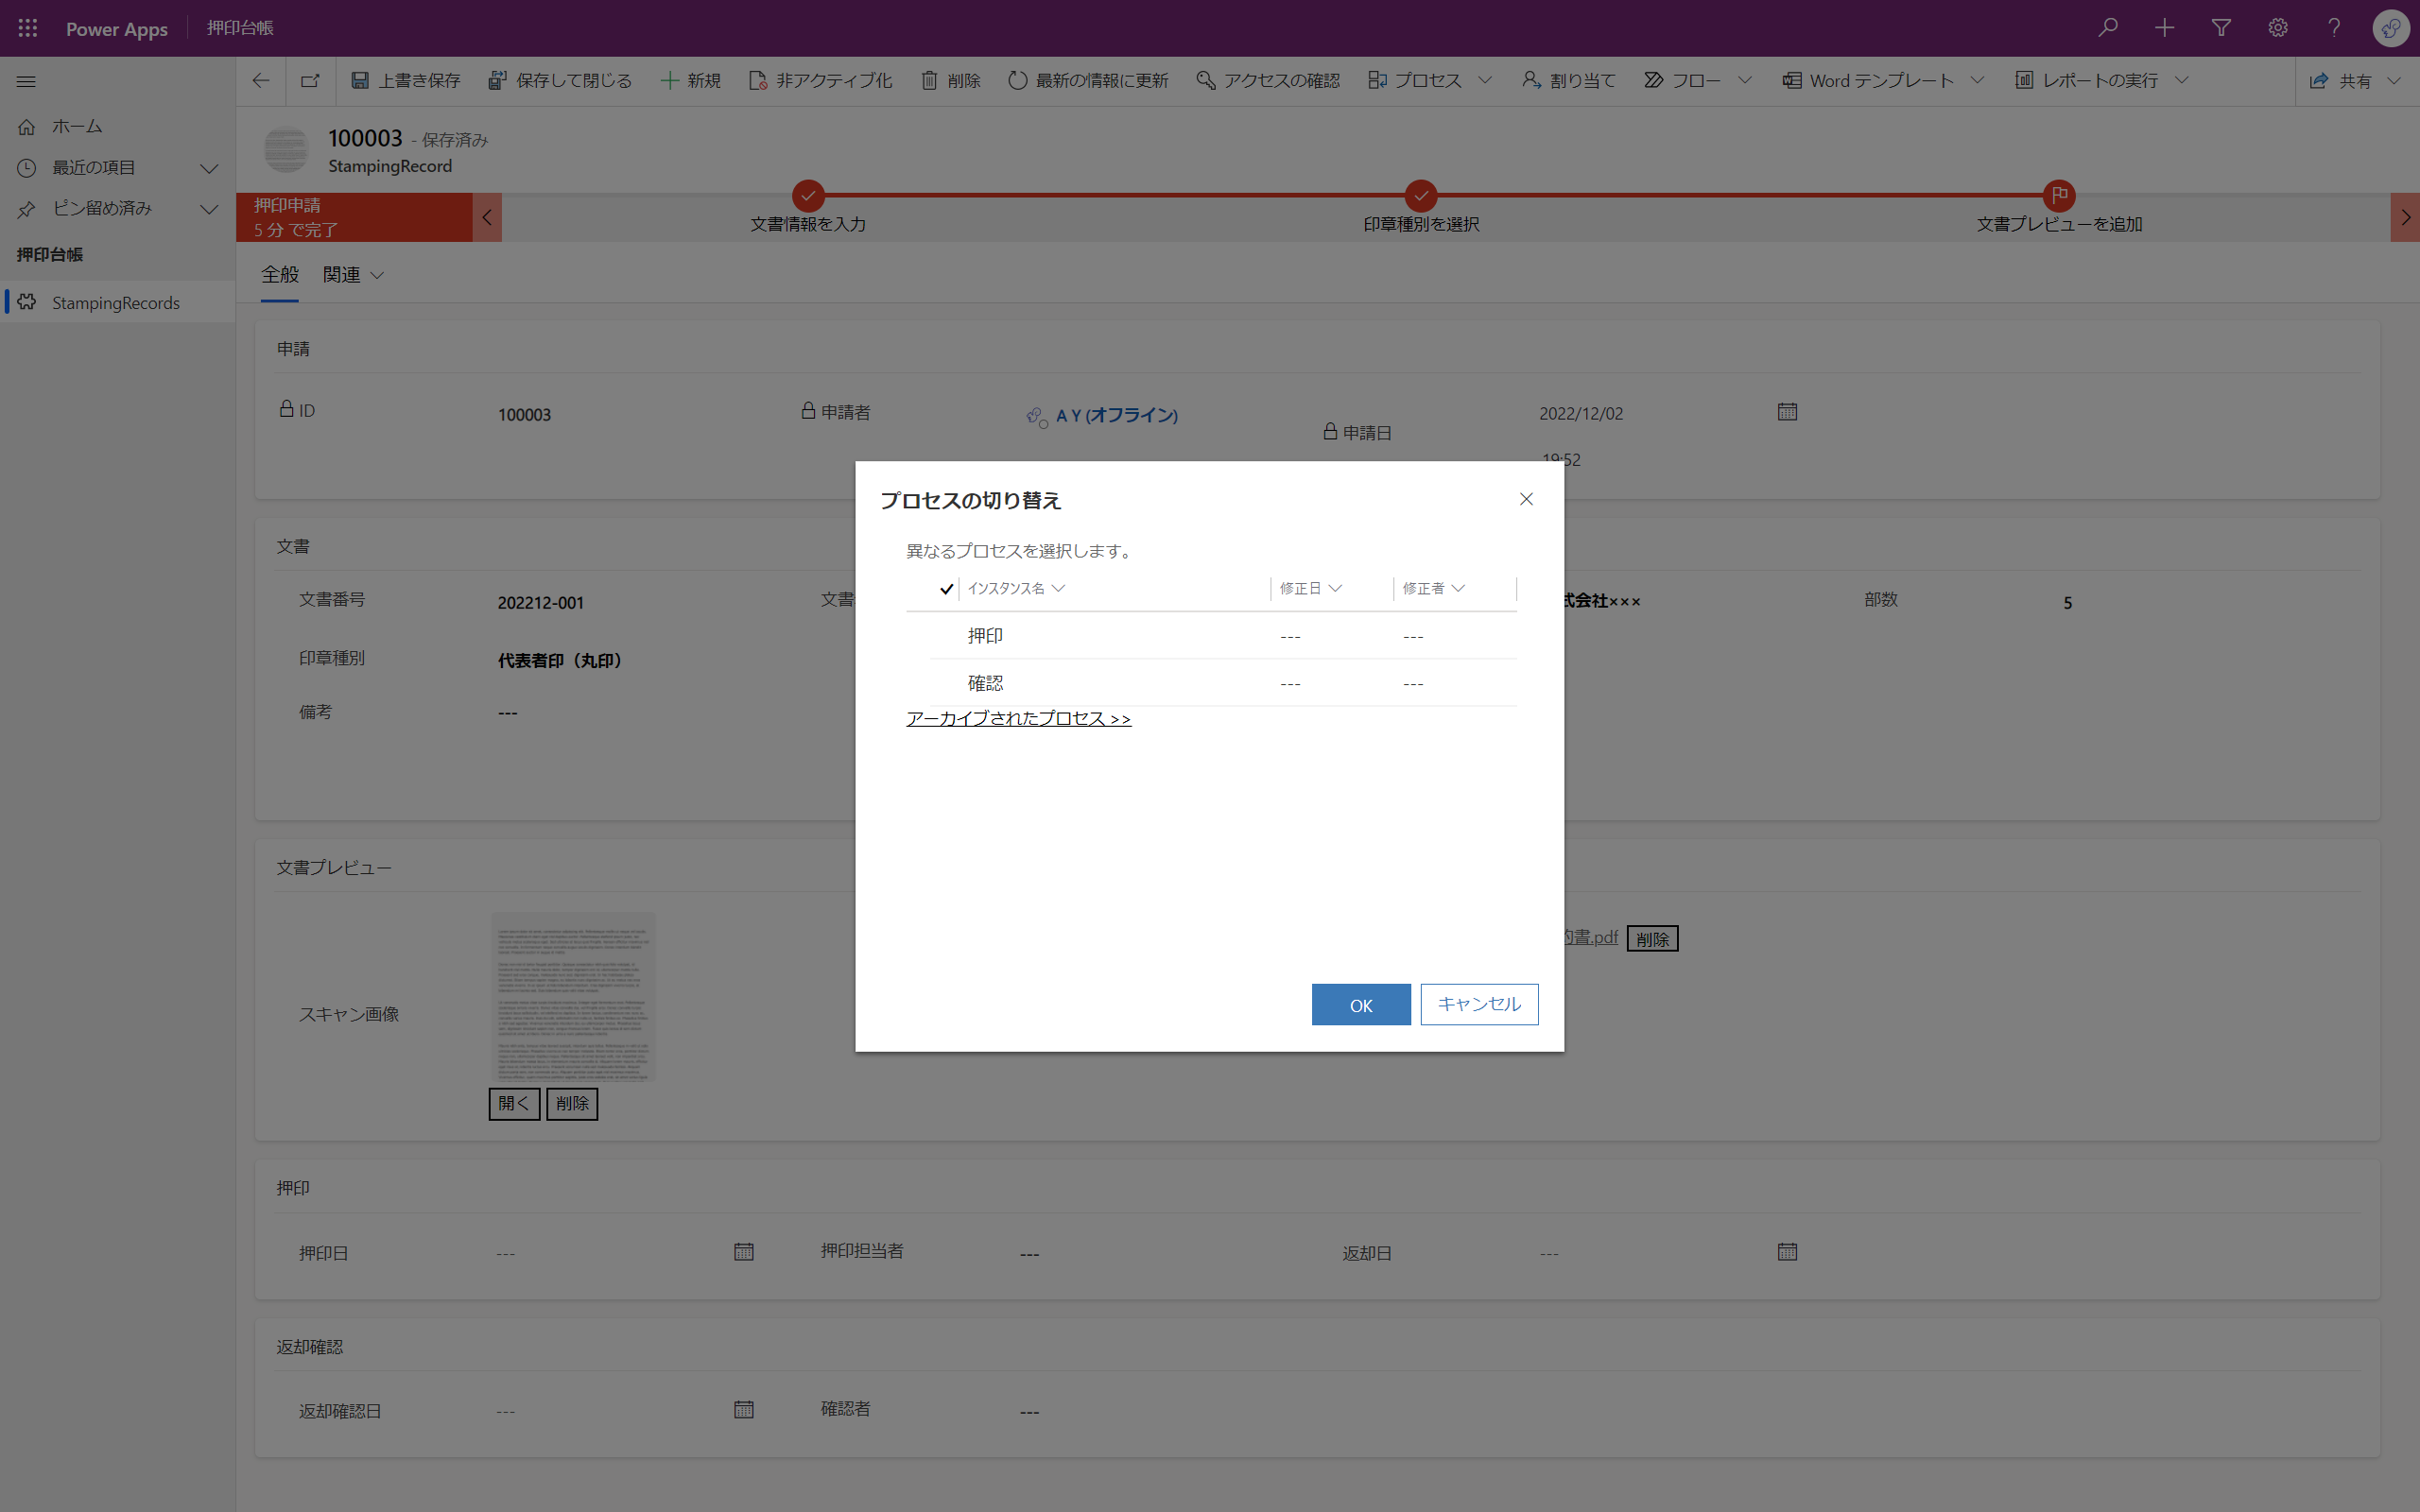 Power Apps 押印台帳
上書き保存 保存して閉じる 新規 非アクティブ化 削除 最新の情報に更新 アクセスの確認 プロセス 割り当て フロー Word テンプレート レポートの実行 共有
ホーム
最近の項目
ピン留め済み
押印台帳
StampingRecords
100003 - 保存済み
StampingRecord
押印申請
5 分 で完了
文書情報を入力
印章種別を選択
文書プレビューを追加
全般 関連
申請
ID 100003 申請者 A Y (オフライン) 申請日 2022/12/02
19:52
プロセスの切り替え
異なるプロセスを選択します。
インスタンス名 修正日 修正者
押印 --- ---
確認 --- ---
アーカイブされたプロセス >>
OK キャンセル
文書
文書番号 202212-001 文書 式会社××× 部数 5
印章種別 代表者印（丸印）
備考 ---
文書プレビュー
スキャン画像
約書.pdf 削除
開く 削除
押印
押印日 --- 押印担当者 --- 返却日 ---
返却確認
返却確認日 --- 確認者 ---